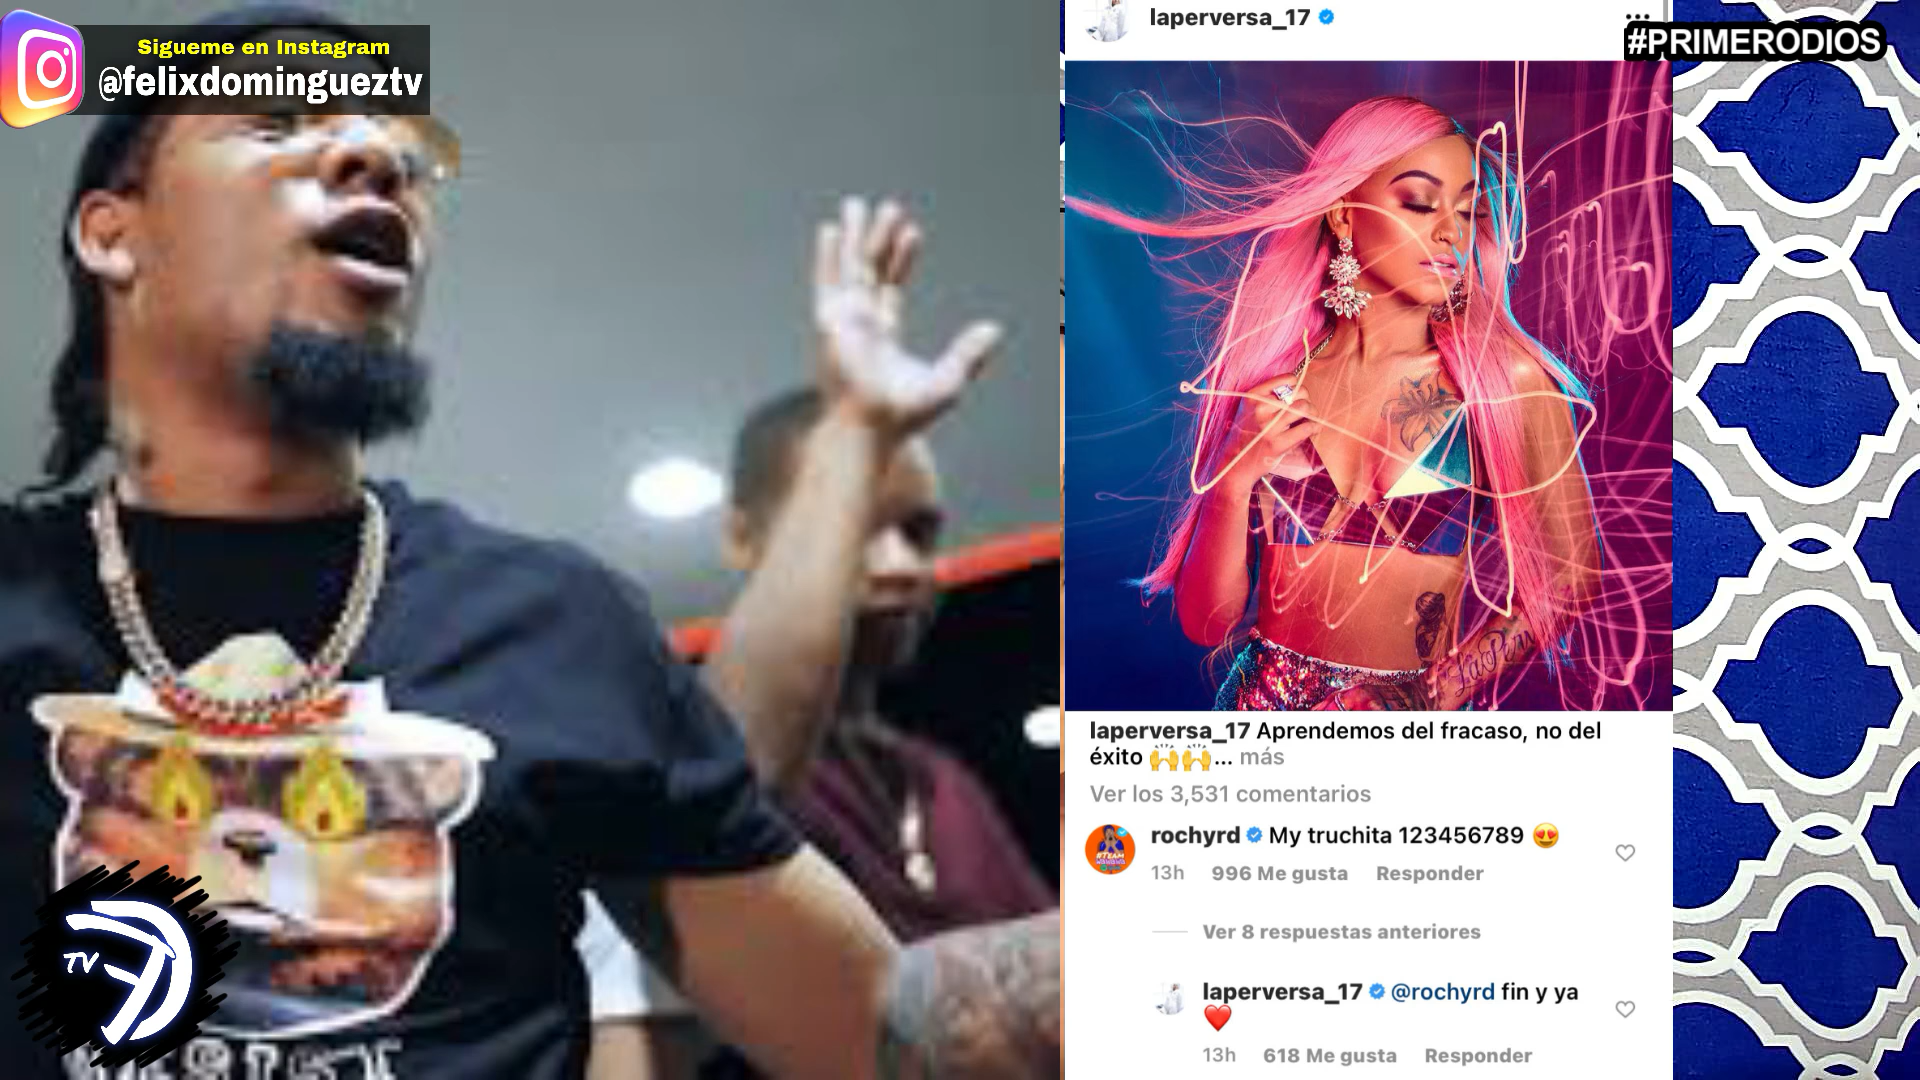 Sigueme en Instagram
@felixdomingueztv
laperversa_17
#PRIMERODIOS
laperversa_17 Aprendemos del fracaso, no del
éxito 🙌🙌... más
Ver los 3,531 comentarios
rochyrd My truchita 123456789 😍
13h 996 Me gusta Responder
Ver 8 respuestas anteriores
laperversa_17 @rochyrd fin y ya
❤️
13h 618 Me gusta Responder
TV